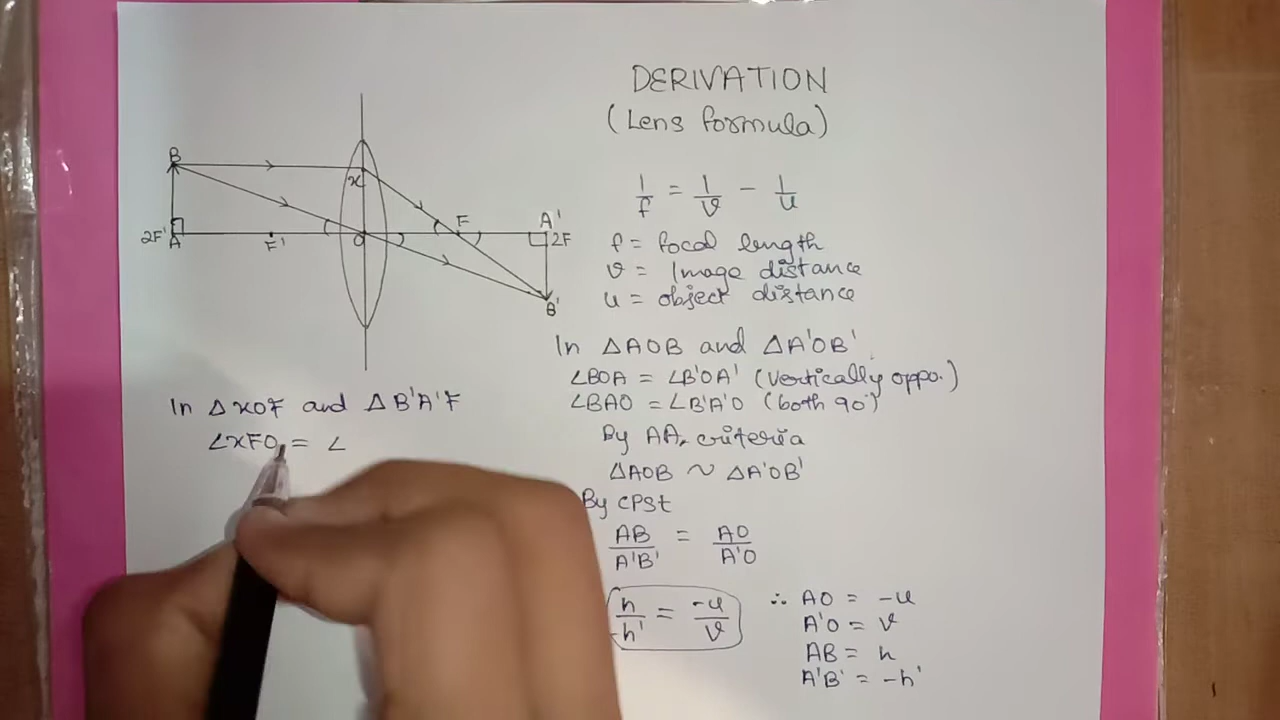 DERIVATION
(Lens formula)
1/f = 1/v - 1/u
f = focal length
v = Image distance
u = object distance
B
x
2F'
A
F'
O
F
A'
2F
B'
In ΔAOB and ΔA'OB'
∠BOA = ∠B'OA' (vertically oppo.)
∠BAO = ∠B'A'O (both 90°)
By AA, criteria
ΔAOB ~ ΔA'OB'
By CPST
AB/A'B' = AO/A'O
h/-h' = -u/v
∴ AO = -u
A'O = v
AB = h
A'B' = -h'
In ΔXOF and ΔB'A'F
∠XFO = ∠